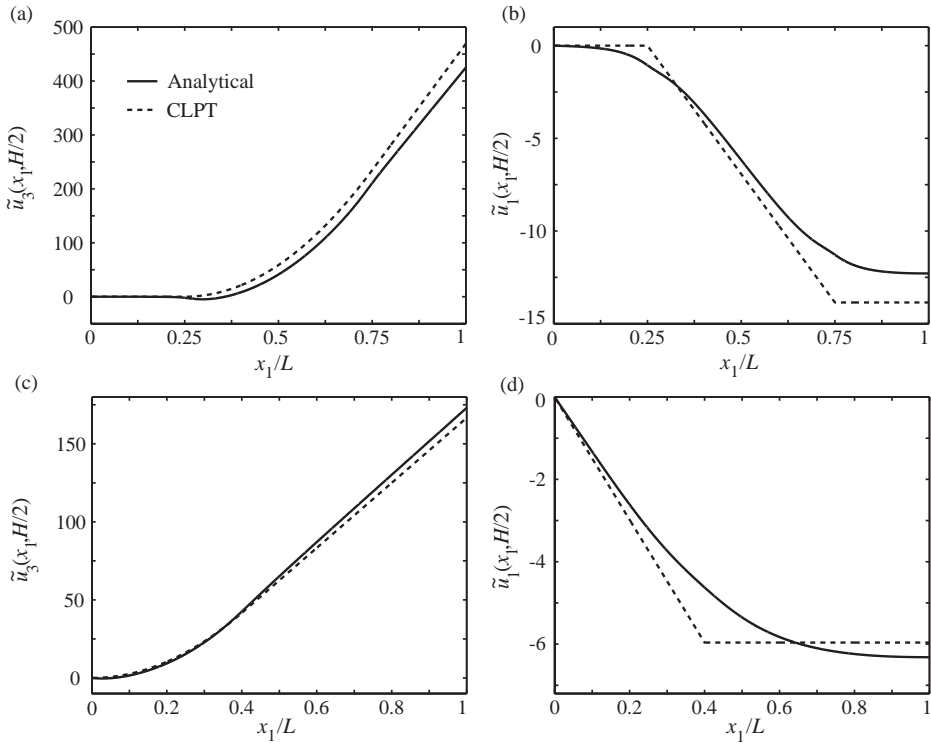 (a)
500
400
300
200
100
0
Analytical
CLPT
ũ3(x1,H/2)
0 0.25 0.5 0.75 1
x1/L
(b)
0
-5
-10
-15
ũ1(x1,H/2)
0 0.25 0.5 0.75 1
x1/L
(c)
150
100
50
0
ũ3(x1,H/2)
0 0.2 0.4 0.6 0.8 1
x1/L
(d)
0
-2
-4
-6
ũ1(x1,H/2)
0 0.2 0.4 0.6 0.8 1
x1/L